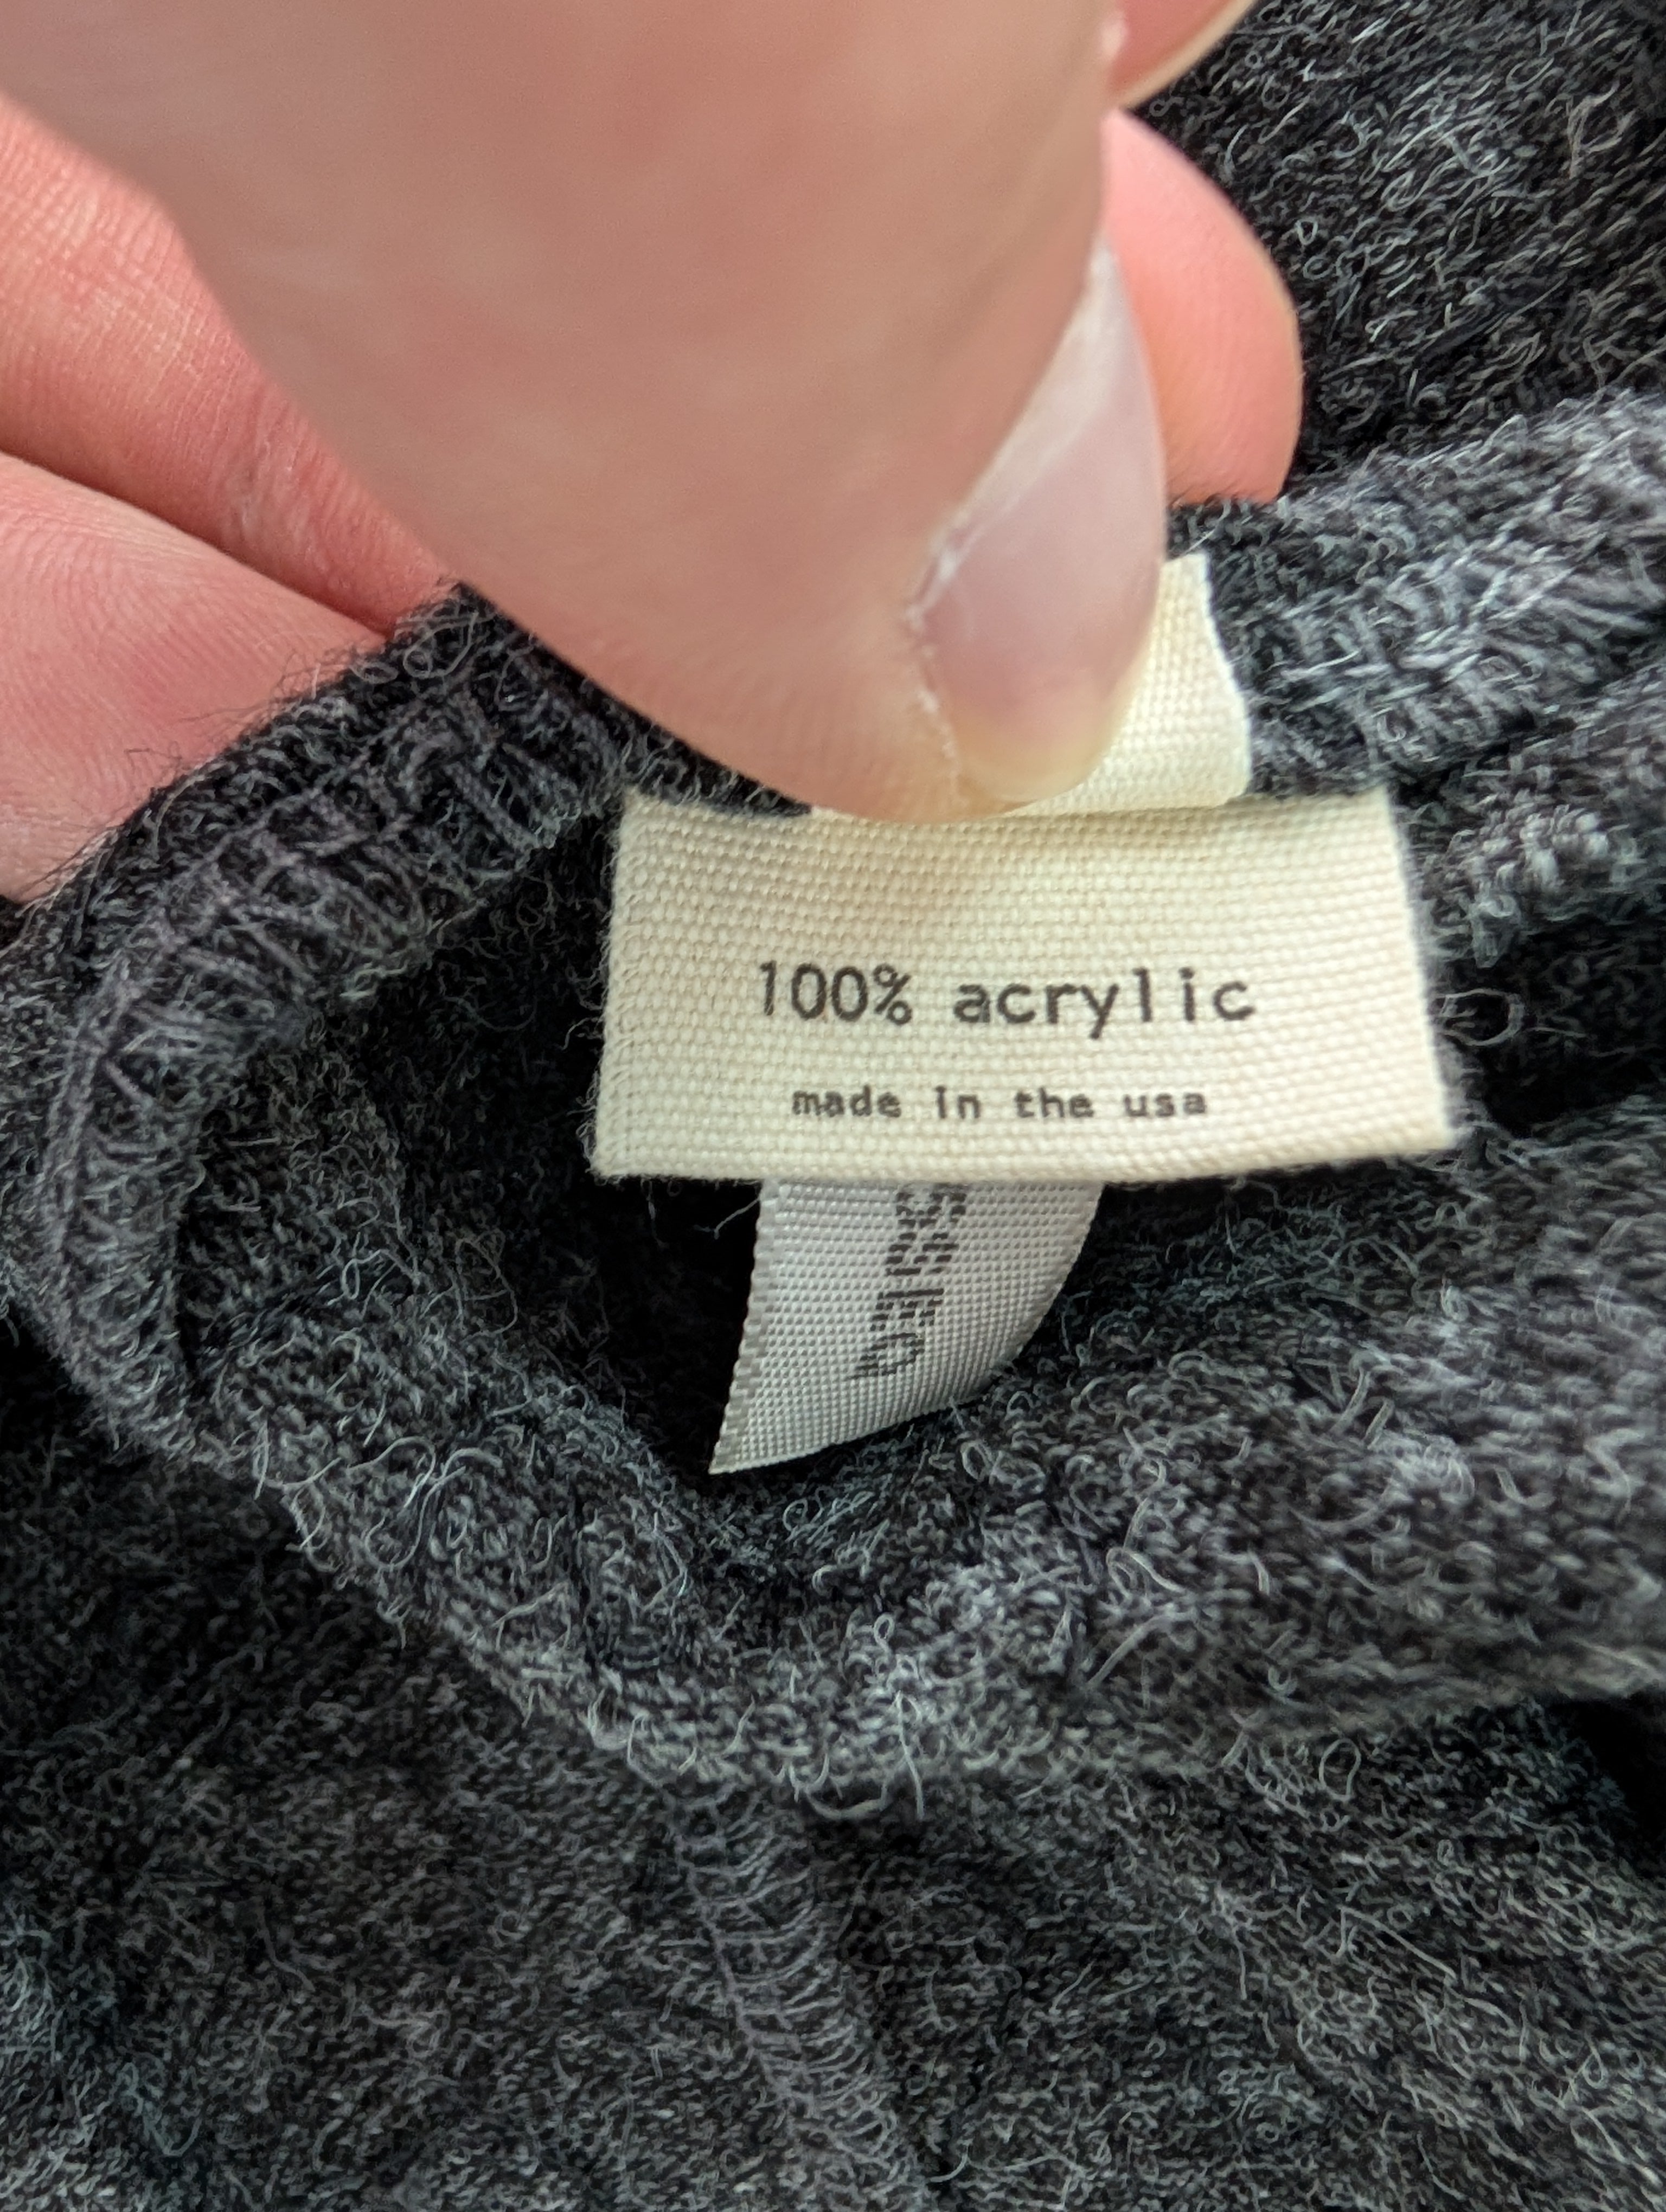 100% acrylic
made in the usa